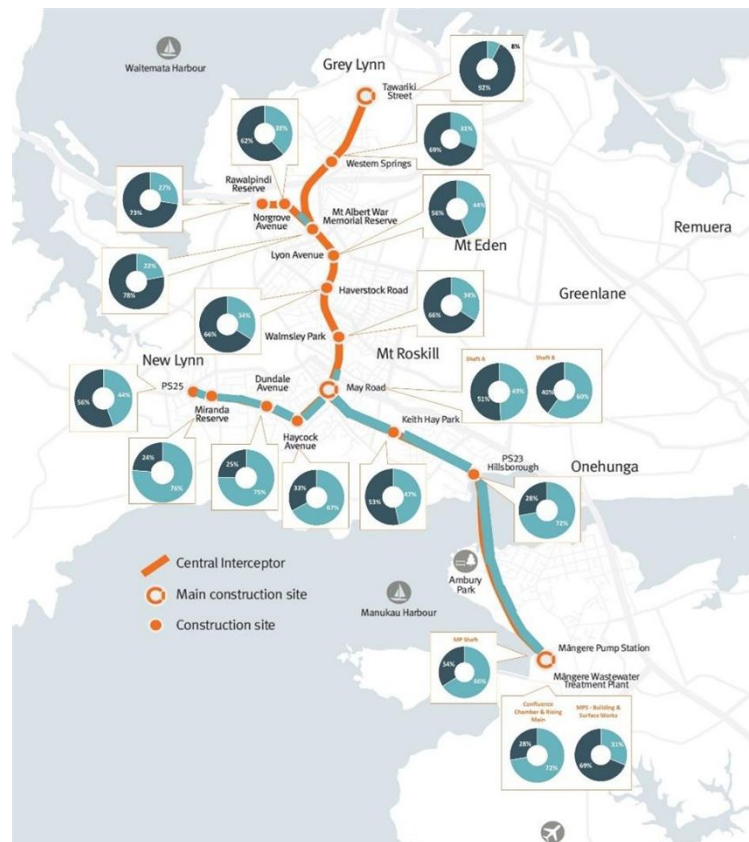 Waitemata Harbour
Grey Lynn
8%
92%
Tawariki
Street
62%
31%
69%
Western Springs
Rawalpindi
Reserve
27%
73%
Norgrove
Avenue
Mt Albert War
Memorial Reserve
44%
56%
Mt Eden
Remuera
22%
78%
Lyon Avenue
Haverstock Road
Greenlane
34%
66%
34%
66%
Walmsley Park
New Lynn
Mt Roskill
Shaft A
Shaft B
May Road
51%
49%
40%
60%
PS25
44%
56%
Miranda
Reserve
Dundale
Avenue
Haycock
Avenue
Keith Hay Park
PS23
Hillsborough
Onehunga
24%
76%
25%
75%
33%
67%
53%
47%
28%
72%
Central Interceptor
Main construction site
Construction site
Ambury
Park
Manukau Harbour
MP Shaft
66%
Mângere Pump Station
Mângere Wastewater
Treatment Plant
Confluence
Chamber & Rising
Main
MPS - Building &
Surface Works
28%
72%
31%
69%